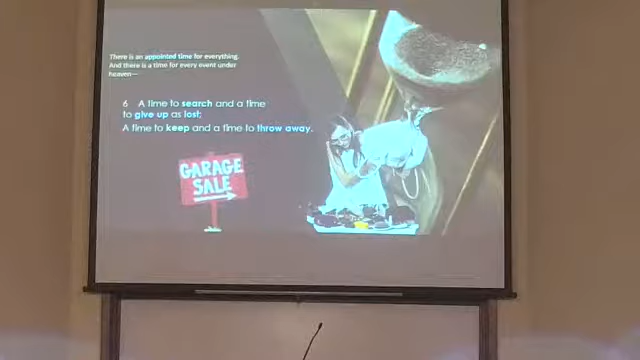 There is an appointed time for everything.
And there is a time for every event under
heaven—
6 A time to search and a time
to give up as lost;
A time to keep and a time to throw away.
GARAGE
SALE